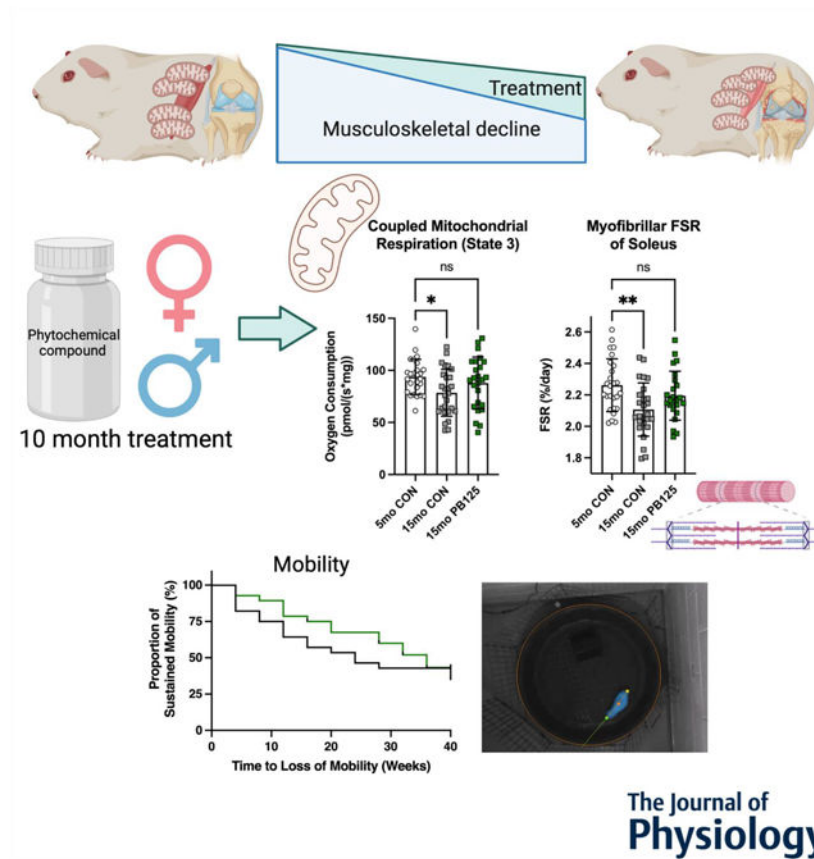 Treatment
Musculoskeletal decline
Phytochemical
compound
10 month treatment
Coupled Mitochondrial
Respiration (State 3)
ns
*
150
100
50
0
Oxygen Consumption
(pmol/(s*mg))
5mo CON
15mo CON
15mo PB125
Myofibrillar FSR
of Soleus
ns
**
2.6
2.4
2.2
2.0
1.8
FSR (%/day)
5mo CON
15mo CON
15mo PB125
Mobility
100
75
50
25
0
Proportion of
Sustained Mobility (%)
0
10
20
30
40
Time to Loss of Mobility (Weeks)
The Journal of
Physiology